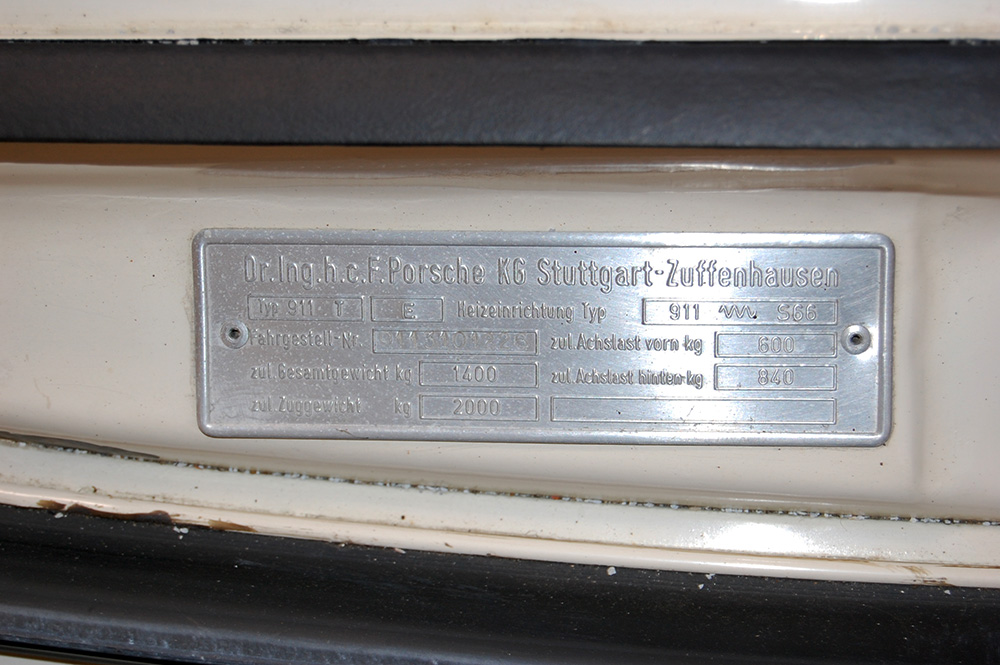 Dr.Ing.h.c.F.Porsche KG Stuttgart-Zuffenhausen
Typ 911 T E Heizeinrichtung Typ 911 S66
Fahrgestell-Nr. zul.Achslast vorn-kg 600
zul.Gesamtgewicht kg 1400 zul.Achslast hinten-kg 840
zul.Zuggewicht kg 2000